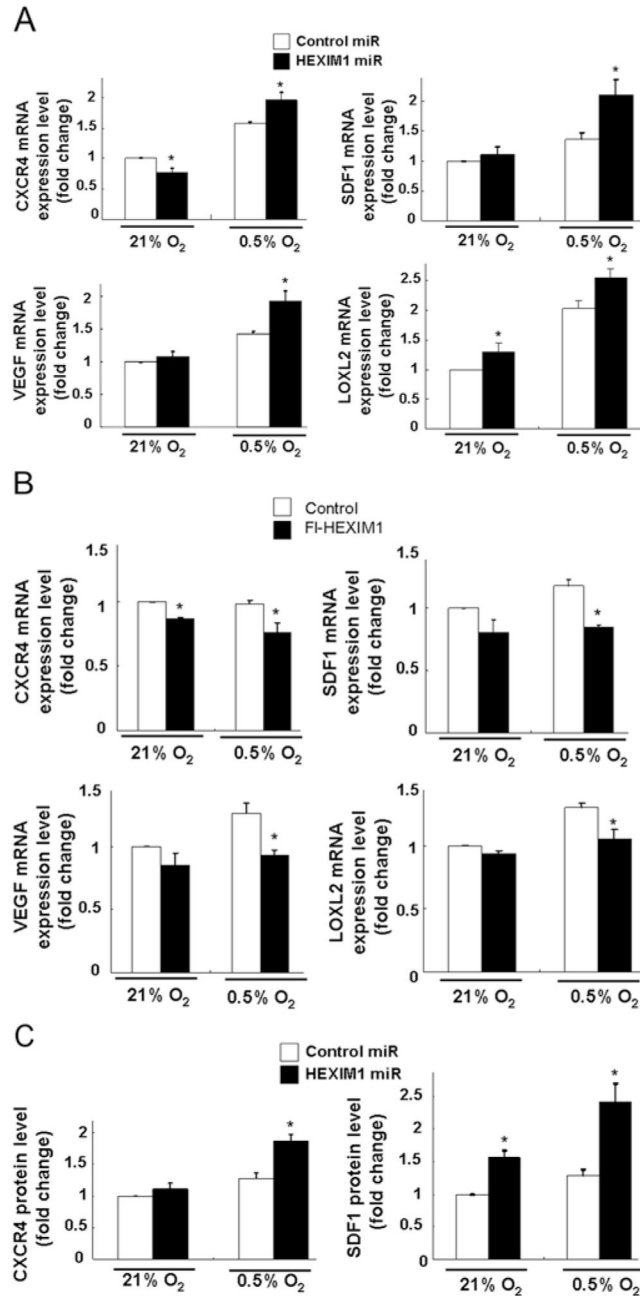 A
Control miR
HEXIM1 miR
CXCR4 mRNA
expression level
(fold change)
2
1.5
1
0.5
0
*
*
21% O₂
0.5% O₂
SDF1 mRNA
expression level
(fold change)
2
1.5
1
0.5
*
21% O₂
0.5% O₂
VEGF mRNA
expression level
(fold change)
2
1.5
1
0.5
0
*
21% O₂
0.5% O₂
LOXL2 mRNA
expression level
(fold change)
2.5
2
1.5
1
0.5
0
*
*
21% O₂
0.5% O₂
B
Control
Fl-HEXIM1
CXCR4 mRNA
expression level
(fold change)
1.5
1
0.5
0
*
*
21% O₂
0.5% O₂
SDF1 mRNA
expression level
(fold change)
1.5
1
0.5
0
*
21% O₂
0.5% O₂
VEGF mRNA
expression level
(fold change)
1.5
1
0.5
0
*
21% O₂
0.5% O₂
LOXL2 mRNA
expression level
(fold change)
1.5
1
0.5
0
*
21% O₂
0.5% O₂
C
Control miR
HEXIM1 miR
CXCR4 protein level
(fold change)
2
1.5
1
0.5
0
*
21% O₂
0.5% O₂
SDF1 protein level
(fold change)
2.5
2
1.5
1
0.5
0
*
*
21% O₂
0.5% O₂